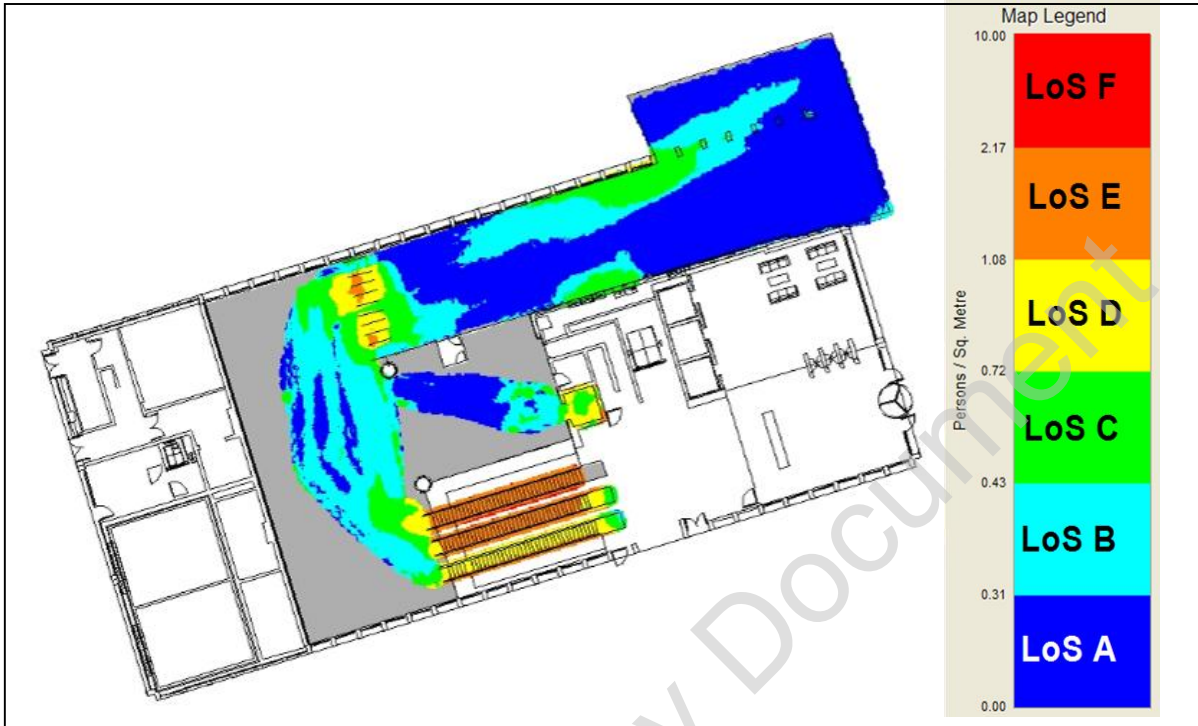 Map Legend
10.00
LoS F
2.17
LoS E
1.08
LoS D
0.72
LoS C
0.43
LoS B
0.31
LoS A
0.00
Persons / Sq. Metre
y Document